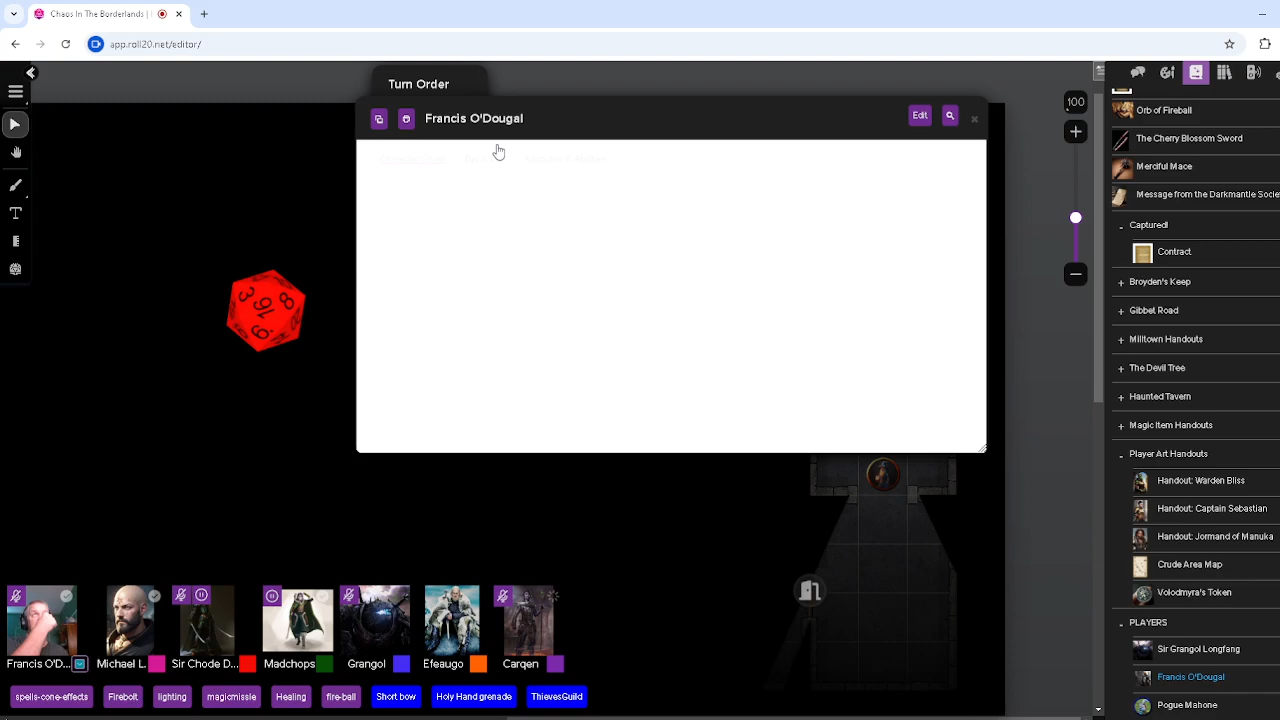 Chaos In The Borderlands |
app.roll20.net/editor/
Turn Order
Francis O'Dougal
Edit
100
Orb of Fireball
The Cherry Blossom Sword
Merciful Mace
Message from the Darkmantle Socie
- Captured!
Contract
+ Broyden's Keep
+ Gibbet Road
+ Milltown Handouts
+ The Devil Tree
+ Haunted Tavern
+ Magic Item Handouts
- Player Art Handouts
Handout: Warden Bliss
Handout: Captain Sebastian
Handout: Jormand of Manuka
Crude Area Map
Volodmyra's Token
- PLAYERS
Sir Grangol Longfang
Francis O'Dougal
Pogue Mahone
3 8
16
9
Francis O'D... Michael L. Sir Chode D... Madchops Grangol Efeaugo Carqen
spells-cone-effects Firebolt lighting magicmissle Healing fire-ball Short bow Holy Hand grenade ThievesGuild